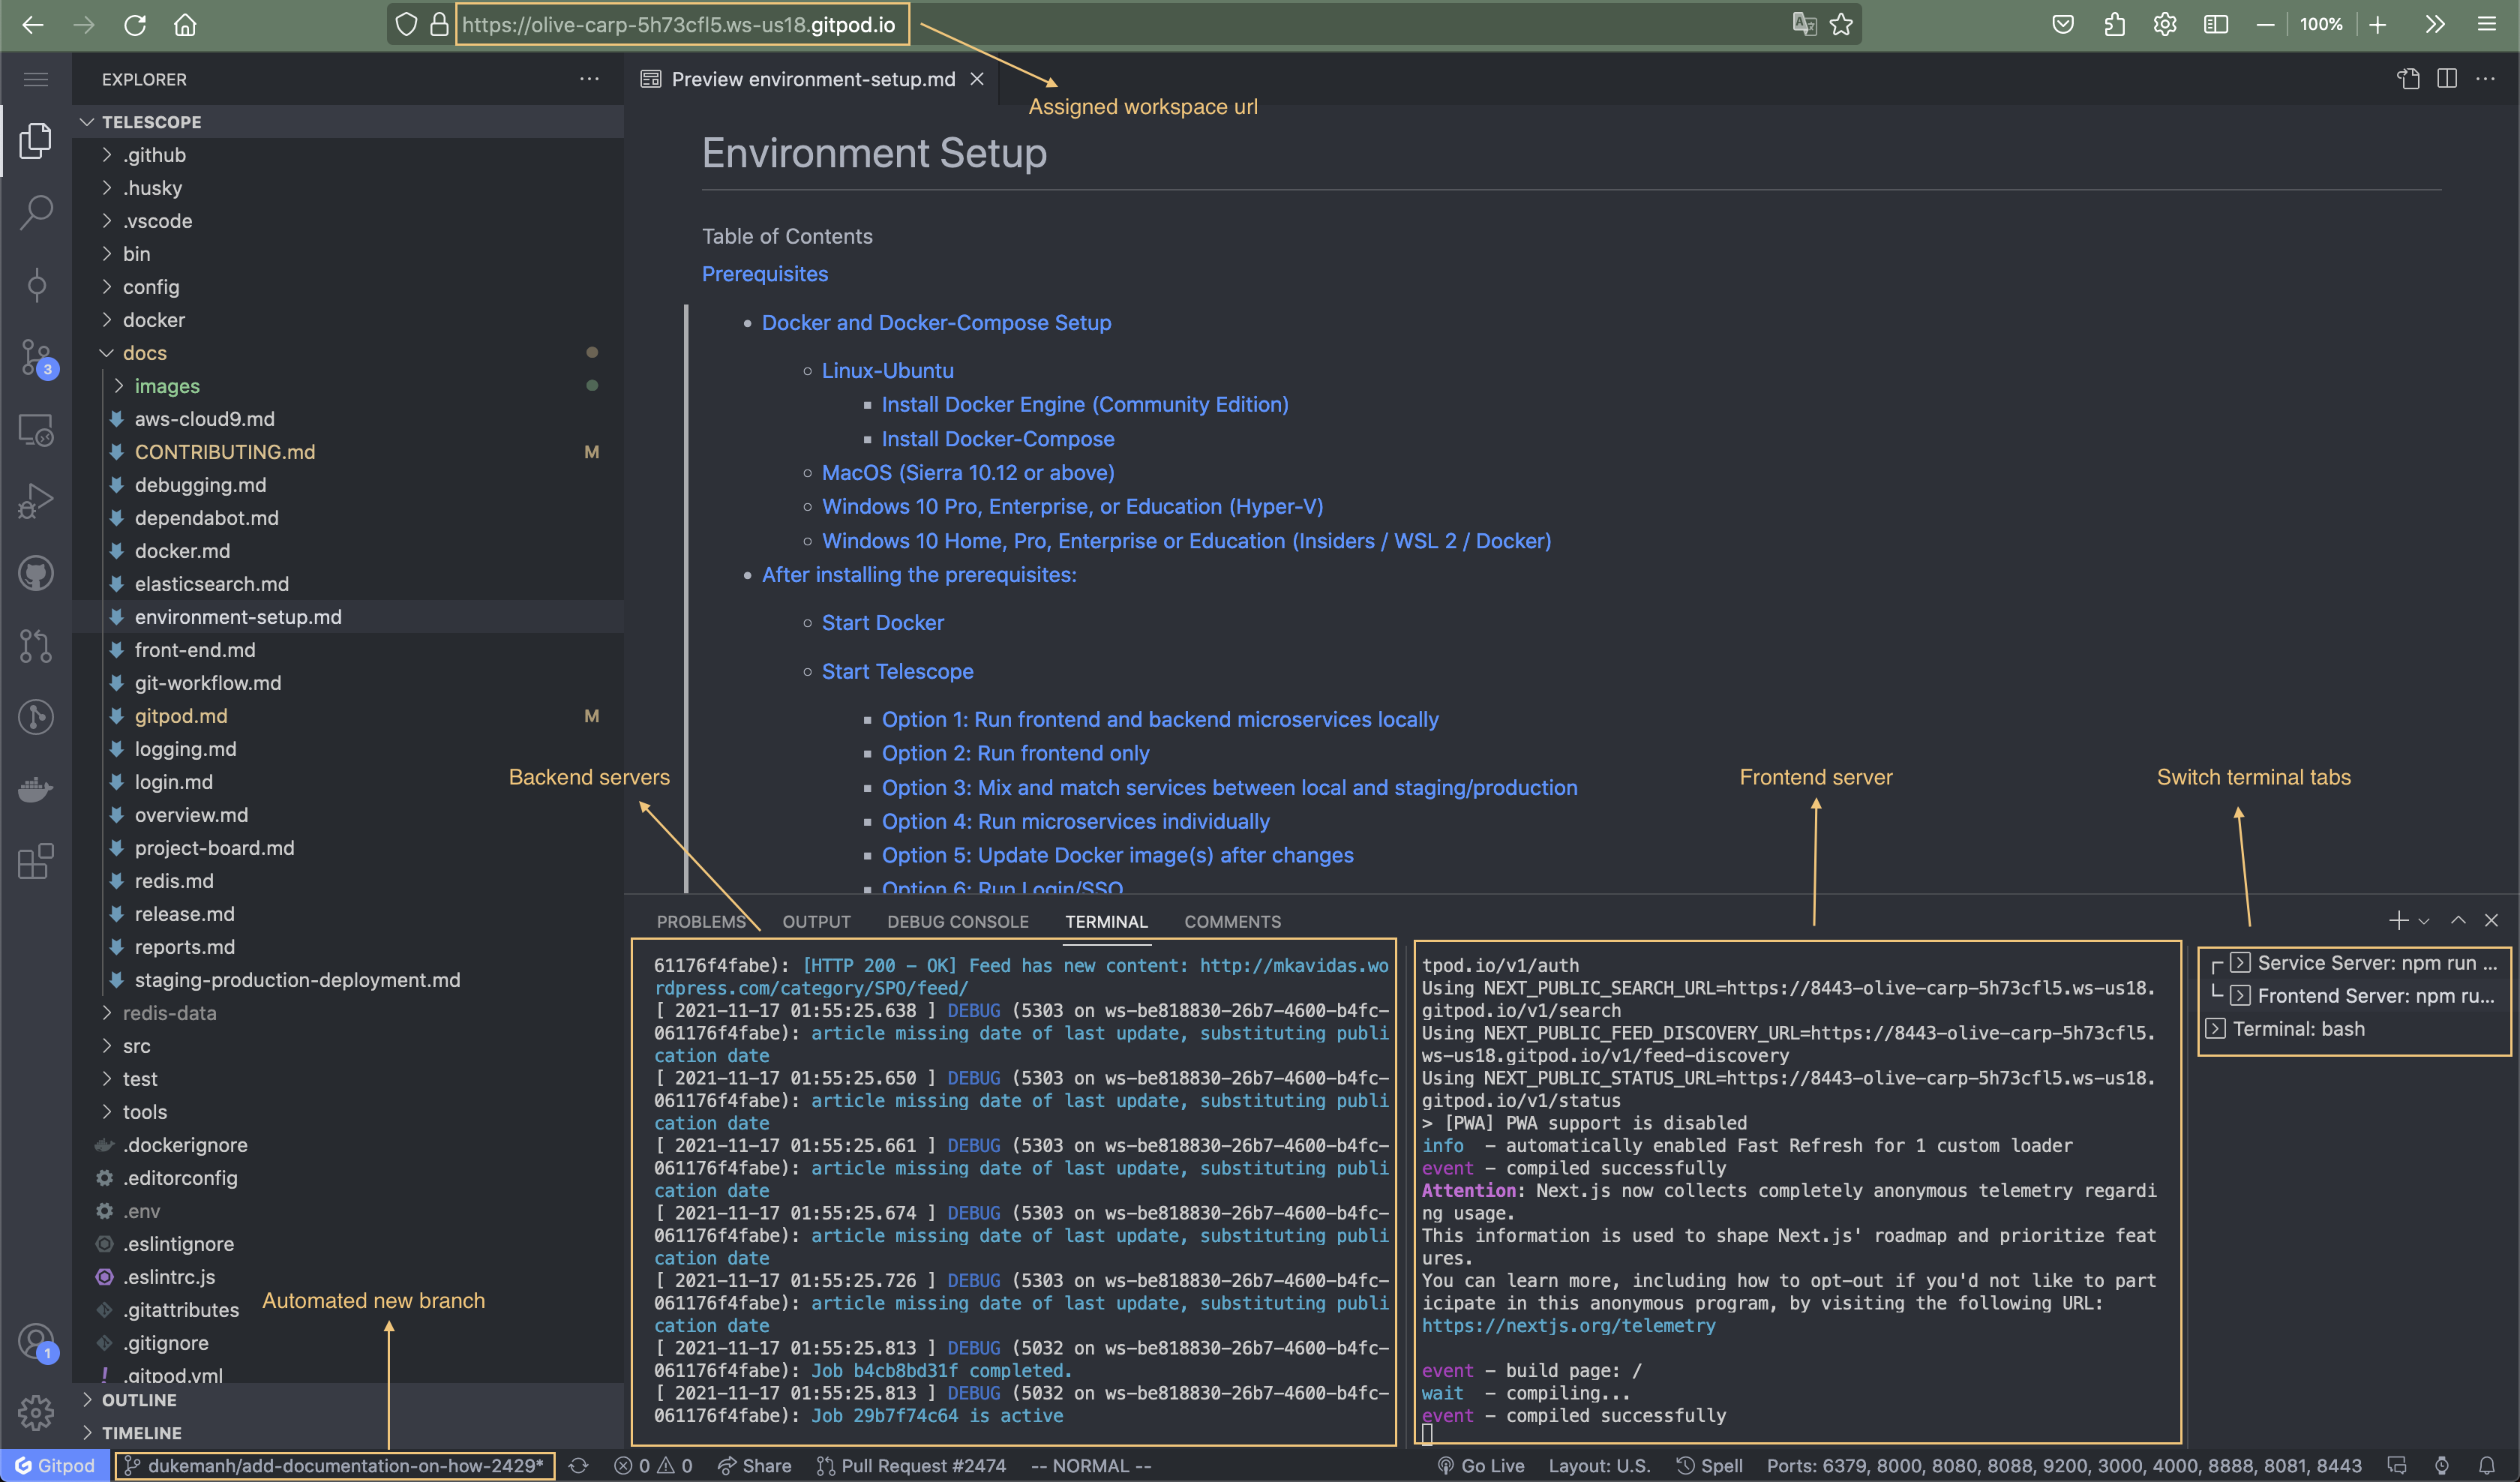 https://olive-carp-5h73cfl5.ws-us18.gitpod.io
100%
EXPLORER
Preview environment-setup.md
Assigned workspace url
TELESCOPE
.github
.husky
.vscode
bin
config
docker
docs
images
aws-cloud9.md
CONTRIBUTING.md M
debugging.md
dependabot.md
docker.md
elasticsearch.md
environment-setup.md
front-end.md
git-workflow.md
gitpod.md M
logging.md
login.md
overview.md
project-board.md
redis.md
release.md
reports.md
staging-production-deployment.md
redis-data
src
test
tools
.dockerignore
.editorconfig
.env
.eslintignore
.eslintrc.js
.gitattributes
.gitignore
.gitpod.yml
OUTLINE
TIMELINE
3
1
Automated new branch
Environment Setup
Table of Contents
Prerequisites
Docker and Docker-Compose Setup
Linux-Ubuntu
Install Docker Engine (Community Edition)
Install Docker-Compose
MacOS (Sierra 10.12 or above)
Windows 10 Pro, Enterprise, or Education (Hyper-V)
Windows 10 Home, Pro, Enterprise or Education (Insiders / WSL 2 / Docker)
After installing the prerequisites:
Start Docker
Start Telescope
Option 1: Run frontend and backend microservices locally
Option 2: Run frontend only
Option 3: Mix and match services between local and staging/production
Option 4: Run microservices individually
Option 5: Update Docker image(s) after changes
Option 6: Run Login/SSO
Backend servers
Frontend server
Switch terminal tabs
PROBLEMS OUTPUT DEBUG CONSOLE TERMINAL COMMENTS
61176f4fabe): [HTTP 200 - OK] Feed has new content: http://mkavidas.wo
rdpress.com/category/SPO/feed/
[ 2021-11-17 01:55:25.638 ] DEBUG (5303 on ws-be818830-26b7-4600-b4fc-
061176f4fabe): article missing date of last update, substituting publi
cation date
[ 2021-11-17 01:55:25.650 ] DEBUG (5303 on ws-be818830-26b7-4600-b4fc-
061176f4fabe): article missing date of last update, substituting publi
cation date
[ 2021-11-17 01:55:25.661 ] DEBUG (5303 on ws-be818830-26b7-4600-b4fc-
061176f4fabe): article missing date of last update, substituting publi
cation date
[ 2021-11-17 01:55:25.674 ] DEBUG (5303 on ws-be818830-26b7-4600-b4fc-
061176f4fabe): article missing date of last update, substituting publi
cation date
[ 2021-11-17 01:55:25.726 ] DEBUG (5303 on ws-be818830-26b7-4600-b4fc-
061176f4fabe): article missing date of last update, substituting publi
cation date
[ 2021-11-17 01:55:25.813 ] DEBUG (5032 on ws-be818830-26b7-4600-b4fc-
061176f4fabe): Job b4cb8bd31f completed.
[ 2021-11-17 01:55:25.813 ] DEBUG (5032 on ws-be818830-26b7-4600-b4fc-
061176f4fabe): Job 29b7f74c64 is active
tpod.io/v1/auth
Using NEXT_PUBLIC_SEARCH_URL=https://8443-olive-carp-5h73cfl5.ws-us18.
gitpod.io/v1/search
Using NEXT_PUBLIC_FEED_DISCOVERY_URL=https://8443-olive-carp-5h73cfl5.
ws-us18.gitpod.io/v1/feed-discovery
Using NEXT_PUBLIC_STATUS_URL=https://8443-olive-carp-5h73cfl5.ws-us18.
gitpod.io/v1/status
> [PWA] PWA support is disabled
info - automatically enabled Fast Refresh for 1 custom loader
event - compiled successfully
Attention: Next.js now collects completely anonymous telemetry regardi
ng usage.
This information is used to shape Next.js' roadmap and prioritize feat
ures.
You can learn more, including how to opt-out if you'd not like to part
icipate in this anonymous program, by visiting the following URL:
https://nextjs.org/telemetry
event - build page: /
wait - compiling...
event - compiled successfully
Service Server: npm run ...
Frontend Server: npm ru...
Terminal: bash
Gitpod dukemanh/add-documentation-on-how-2429* 0 0 Share Pull Request #2474 -- NORMAL -- Go Live Layout: U.S. Spell Ports: 6379, 8000, 8080, 8088, 9200, 3000, 4000, 8888, 8081, 8443